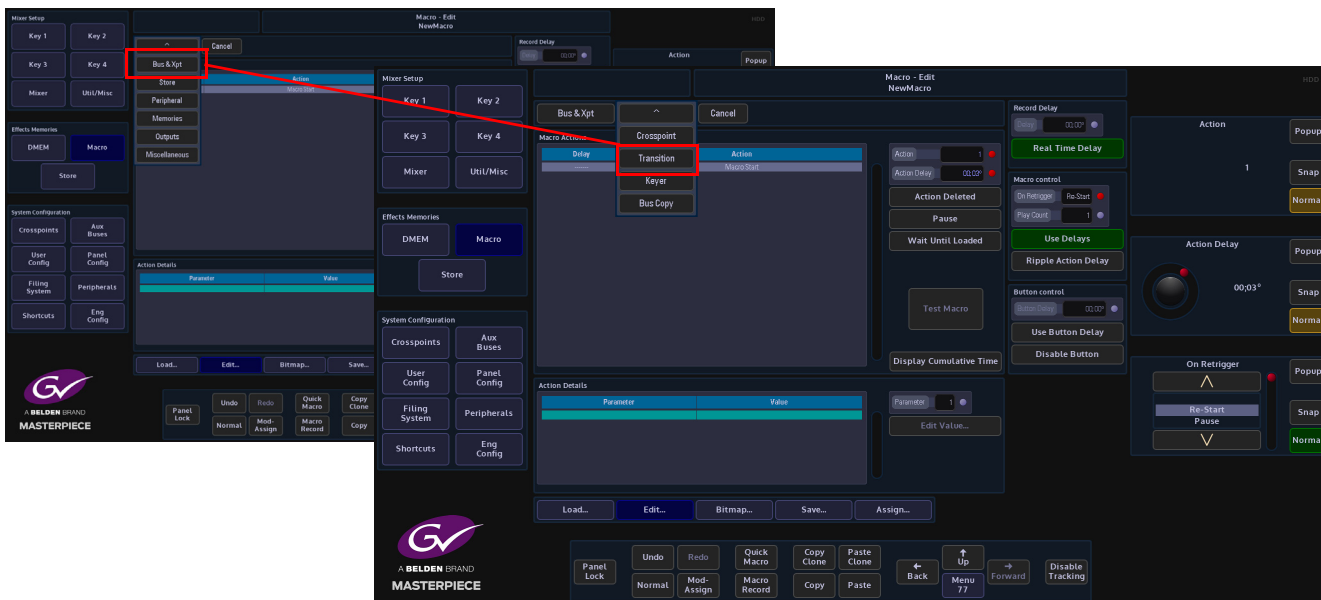 Mixer Setup
Macro - Edit
NewMacro
HDD
Key 1
Key 2
^
Cancel
Record Delay
Delay
00;00°
Key 3
Key 4
Bus & Xpt
Action
Popup
Mixer
Util/Misc
Store
Action
Macro Start
Peripheral
Memories
Outputs
Miscellaneous
Effects Memories
DMEM
Macro
Store
System Configuration
Crosspoints
Aux
Buses
User
Config
Panel
Config
Filing
System
Peripherals
Shortcuts
Eng
Config
Action Details
Parameter
Value
Load...
Edit...
Bitmap...
Save...
GV
A BELDEN BRAND
MASTERPIECE
Panel
Lock
Undo
Redo
Quick
Macro
Copy
Clone
Normal
Mod-
Assign
Macro
Record
Copy
Mixer Setup
Macro - Edit
NewMacro
HDD
Key 1
Key 2
Key 3
Key 4
Mixer
Util/Misc
Effects Memories
DMEM
Macro
Store
System Configuration
Crosspoints
Aux
Buses
User
Config
Panel
Config
Filing
System
Peripherals
Shortcuts
Eng
Config
GV
A BELDEN BRAND
MASTERPIECE
Bus & Xpt
^
Cancel
Crosspoint
Transition
Keyer
Bus Copy
Macro Actions
Delay
Action
Macro Start
Action
1
Action Delay
00;03°
Action Deleted
Pause
Wait Until Loaded
Test Macro
Display Cumulative Time
Action Details
Parameter
Value
Parameter
1
Edit Value...
Record Delay
Delay
00;00°
Real Time Delay
Macro control
On Retrigger
Re-Start
Play Count
1
Use Delays
Ripple Action Delay
Button control
Button Delay
00;00°
Use Button Delay
Disable Button
Action
1
Popup
Snap
Norma
Action Delay
00;03°
Popup
Snap
Norma
On Retrigger
Re-Start
Pause
Popup
Snap
Norma
Load...
Edit...
Bitmap...
Save...
Assign...
Panel
Lock
Undo
Redo
Quick
Macro
Copy
Clone
Paste
Clone
Normal
Mod-
Assign
Macro
Record
Copy
Paste
← Back
↑ Up
Menu
77
→ Forward
Disable
Tracking